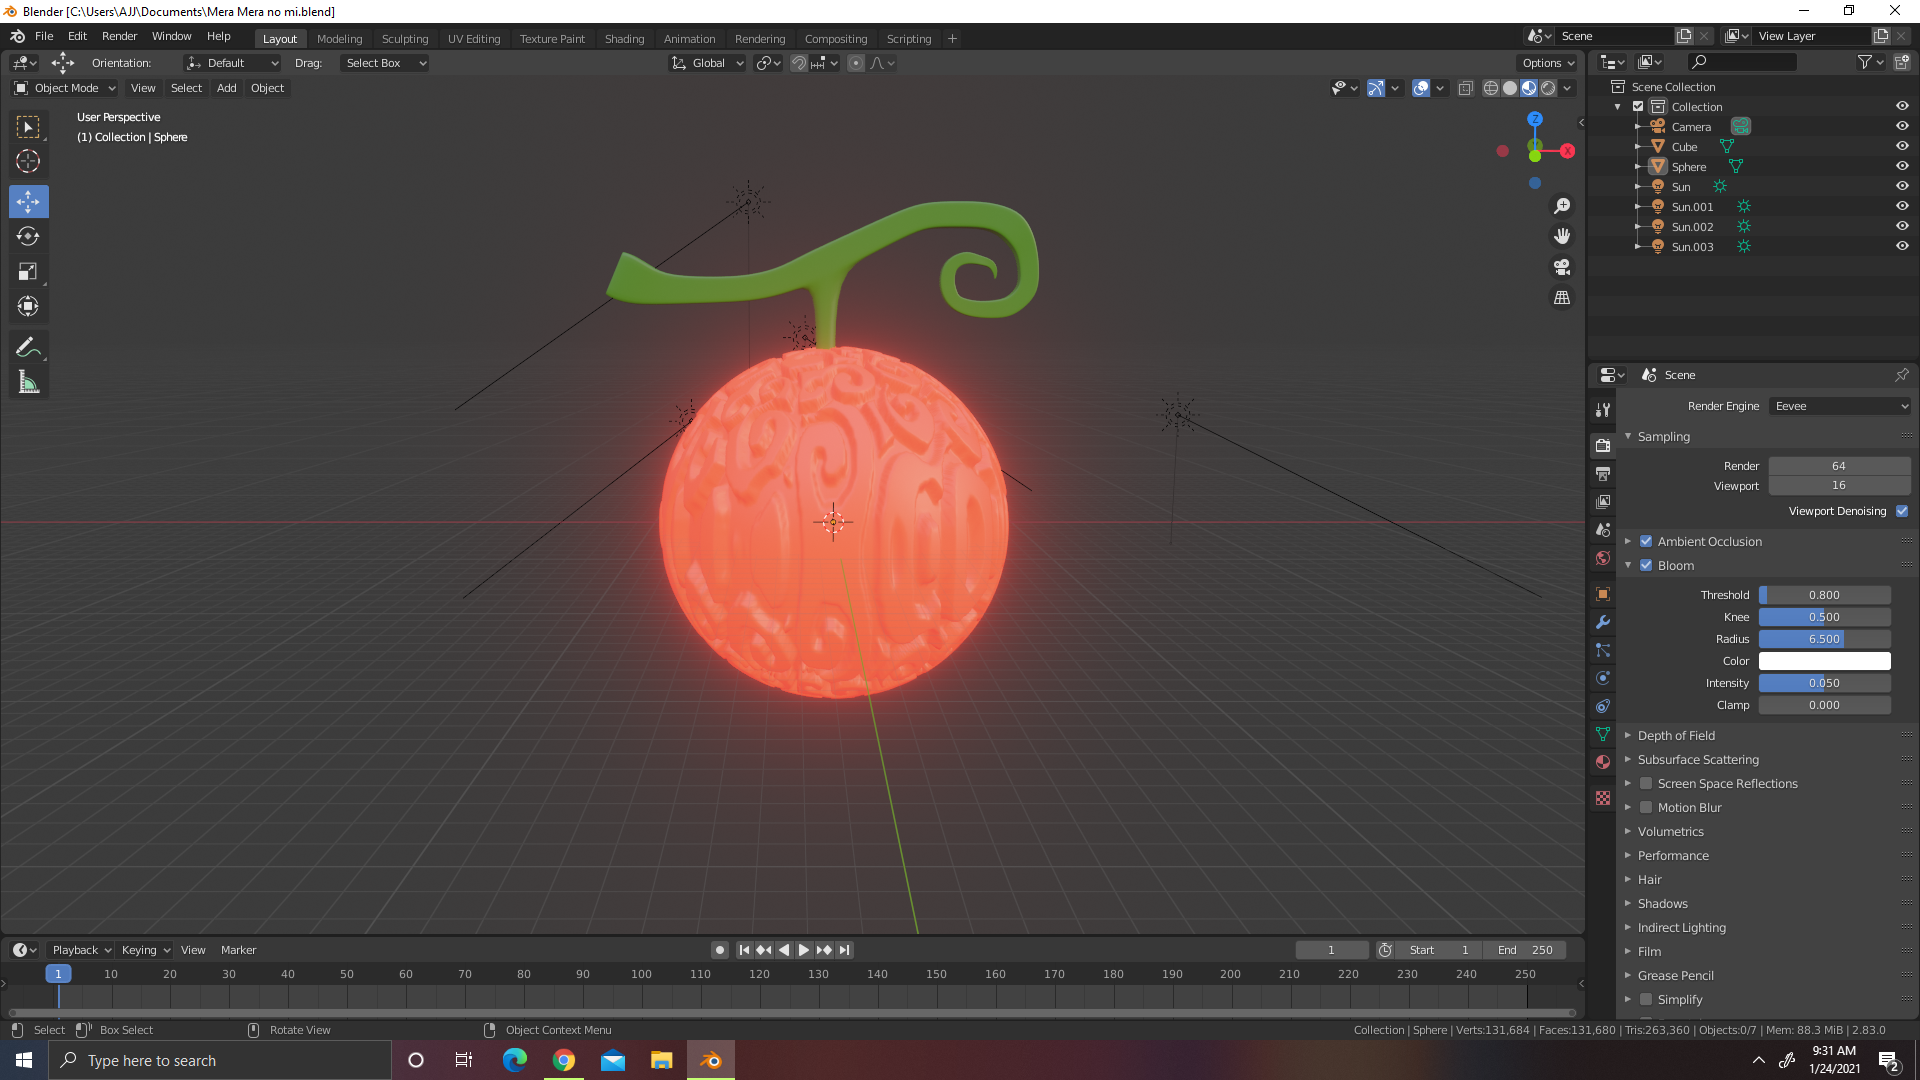 Blender [C:\Users\AJJ\Documents\Mera Mera no mi.blend]
File Edit Render Window Help Layout Modeling Sculpting UV Editing Texture Paint Shading Animation Rendering Compositing Scripting + Scene View Layer
Orientation: Default Drag: Select Box Global Options
Object Mode View Select Add Object
User Perspective
(1) Collection | Sphere
Z
X
Scene Collection
Collection
Camera
Cube
Sphere
Sun
Sun.001
Sun.002
Sun.003
Scene
Render Engine Eevee
Sampling
Render 64
Viewport 16
Viewport Denoising
Ambient Occlusion
Bloom
Threshold 0.800
Knee 0.500
Radius 6.500
Color
Intensity 0.050
Clamp 0.000
Depth of Field
Subsurface Scattering
Screen Space Reflections
Motion Blur
Volumetrics
Performance
Hair
Shadows
Indirect Lighting
Film
Grease Pencil
Simplify
Playback Keying View Marker 1 Start 1 End 250
1 10 20 30 40 50 60 70 80 90 100 110 120 130 140 150 160 170 180 190 200 210 220 230 240 250
Select Box Select Rotate View Object Context Menu Collection | Sphere | Verts:131,684 | Faces:131,680 | Tris:263,360 | Objects:0/7 | Mem: 88.3 MiB | 2.83.0
Type here to search
9:31 AM
1/24/2021
2